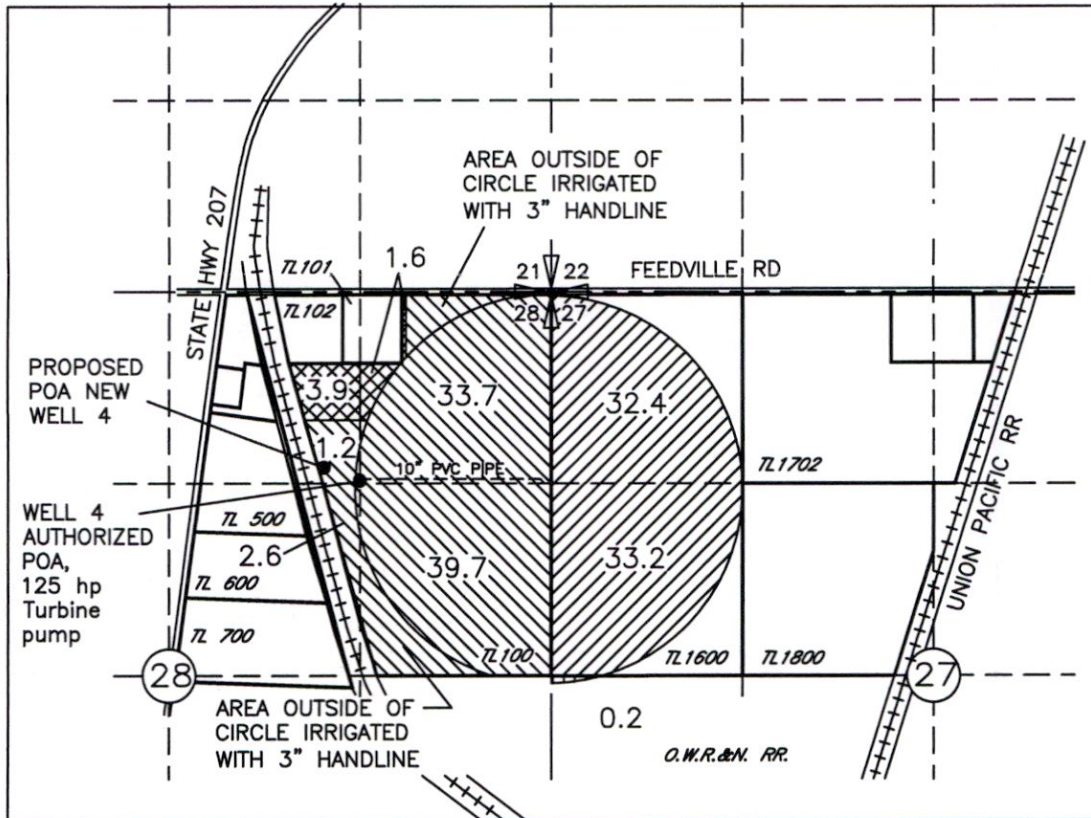 AREA OUTSIDE OF
CIRCLE IRRIGATED
WITH 3" HANDLINE
STATE HWY 207
TL101
1.6
21 22
FEEDVILLE RD
TL102
28 27
PROPOSED
POA NEW
WELL 4
3.9
33.7
32.4
1.2
10" PVC PIPE
TL1702
WELL 4
AUTHORIZED
POA,
125 hp
Turbine
pump
TL 500
2.6
TL 600
39.7
33.2
UNION PACIFIC RR
TL 700
TL100
TL1600
TL1800
28
27
AREA OUTSIDE OF
CIRCLE IRRIGATED
WITH 3" HANDLINE
0.2
O.W.R.&N. RR.